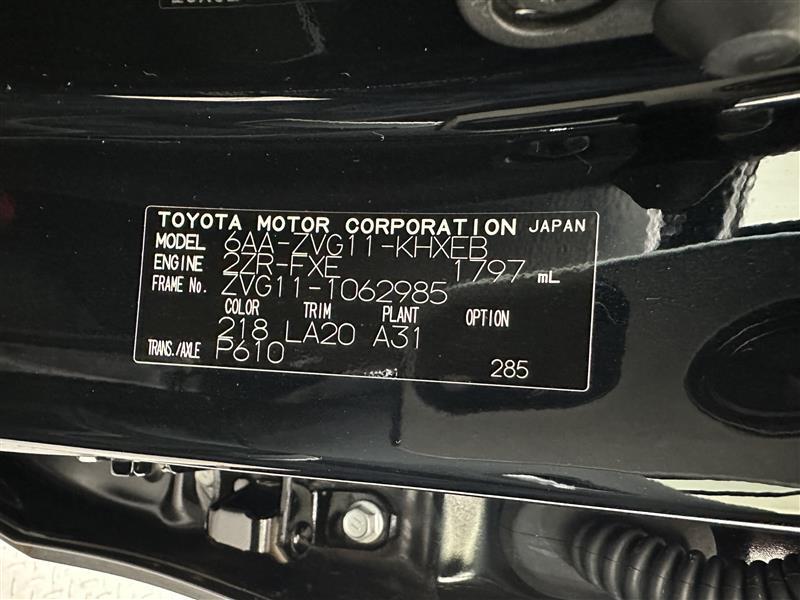 TOYOTA MOTOR CORPORATION JAPAN
MODEL 6AA-ZVG11-KHXEB
ENGINE 2ZR-FXE 1797 mL
FRAME No. ZVG11-1062985
COLOR TRIM PLANT OPTION
218 LA20 A31
TRANS./AXLE P610
285